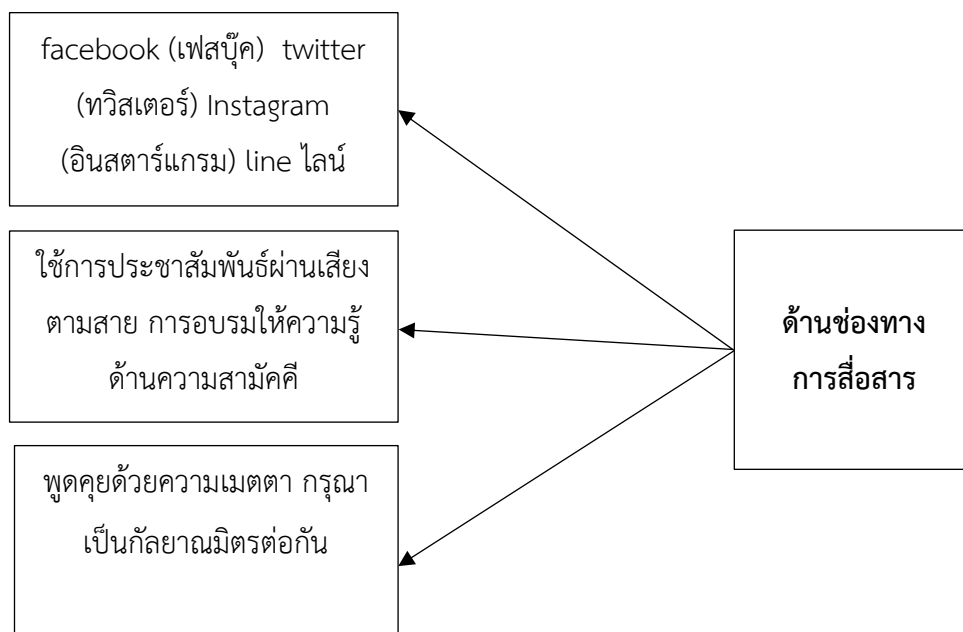 facebook (เฟสบุ๊ค) twitter
(ทวิสเตอร์) Instagram
(อินสตาร์แกรม) line ไลน์
ใช้การประชาสัมพันธ์ผ่านเสียง
ตามสาย การอบรมให้ความรู้
ด้านความสามัคคี
พูดคุยด้วยความเมตตา กรุณา
เป็นกัลยาณมิตรต่อกัน
ด้านช่องทาง
การสื่อสาร